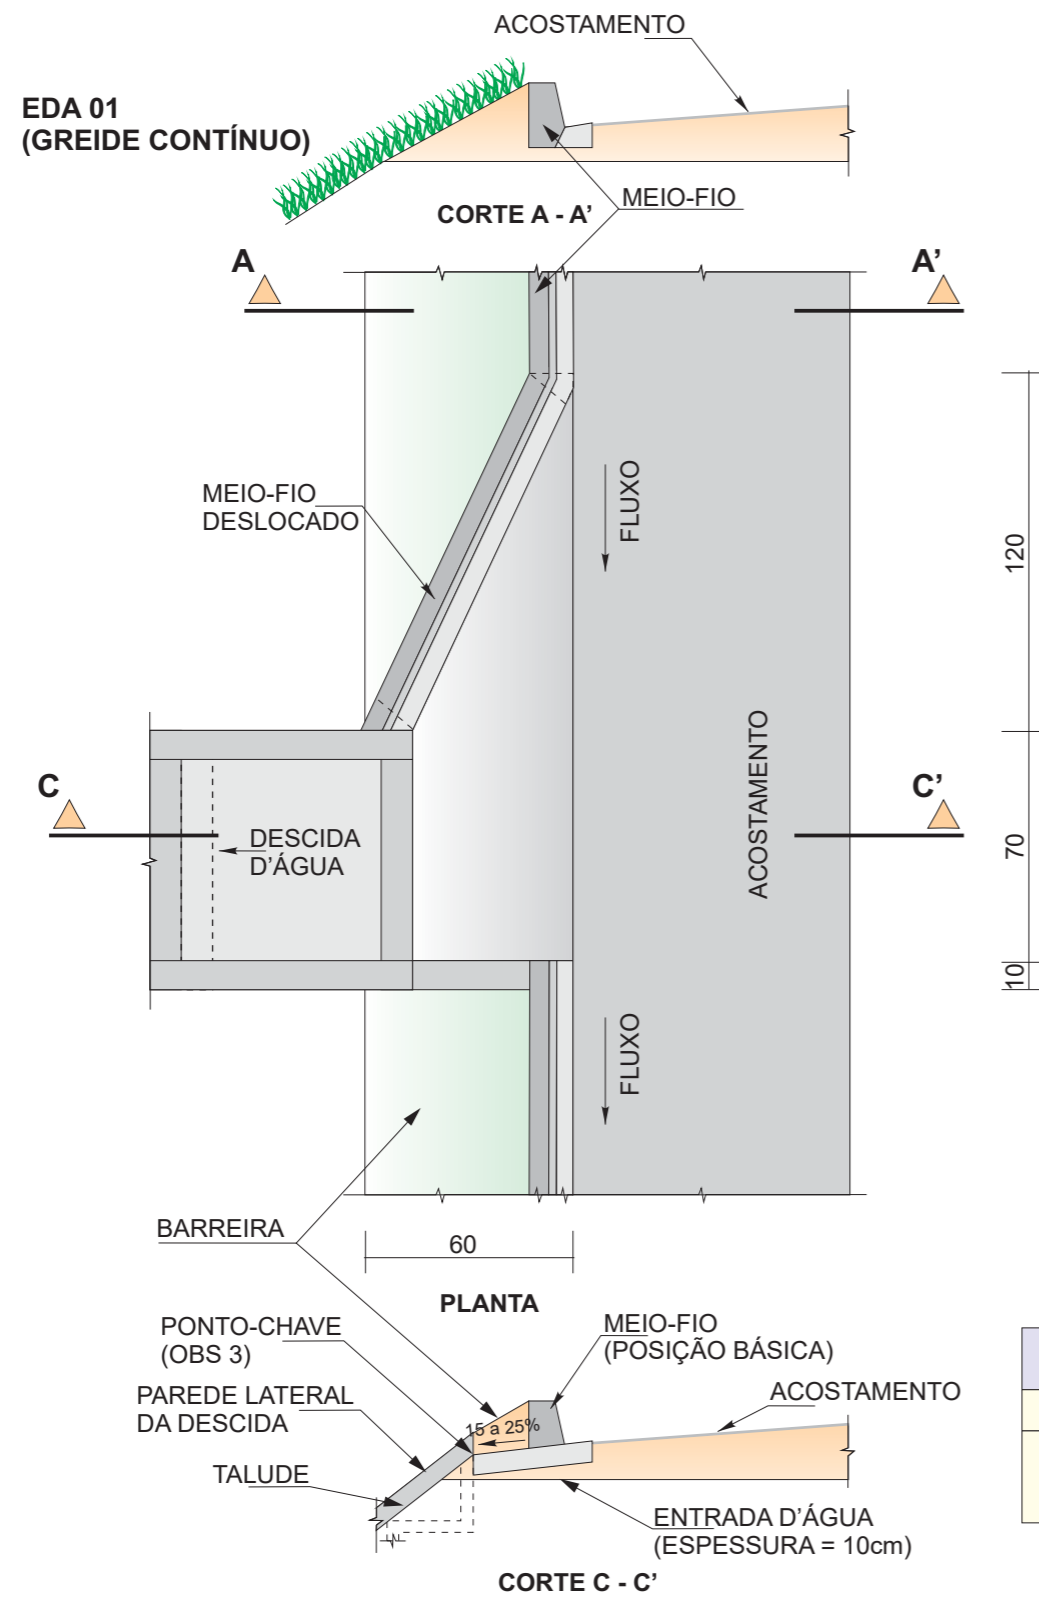 ACOSTAMENTO
EDA 01
(GREIDE CONTÍNUO)
MEIO-FIO
CORTE A - A’
A
A’
MEIO-FIO
DESLOCADO
FLUXO
120
ACOSTAMENTO
C
C’
DESCIDA
D’ÁGUA
70
10
FLUXO
BARREIRA
60
PLANTA
PONTO-CHAVE
(OBS 3)
MEIO-FIO
(POSIÇÃO BÁSICA)
PAREDE LATERAL
DA DESCIDA
ACOSTAMENTO
15 a 25%
TALUDE
ENTRADA D’ÁGUA
(ESPESSURA = 10cm)
CORTE C - C’